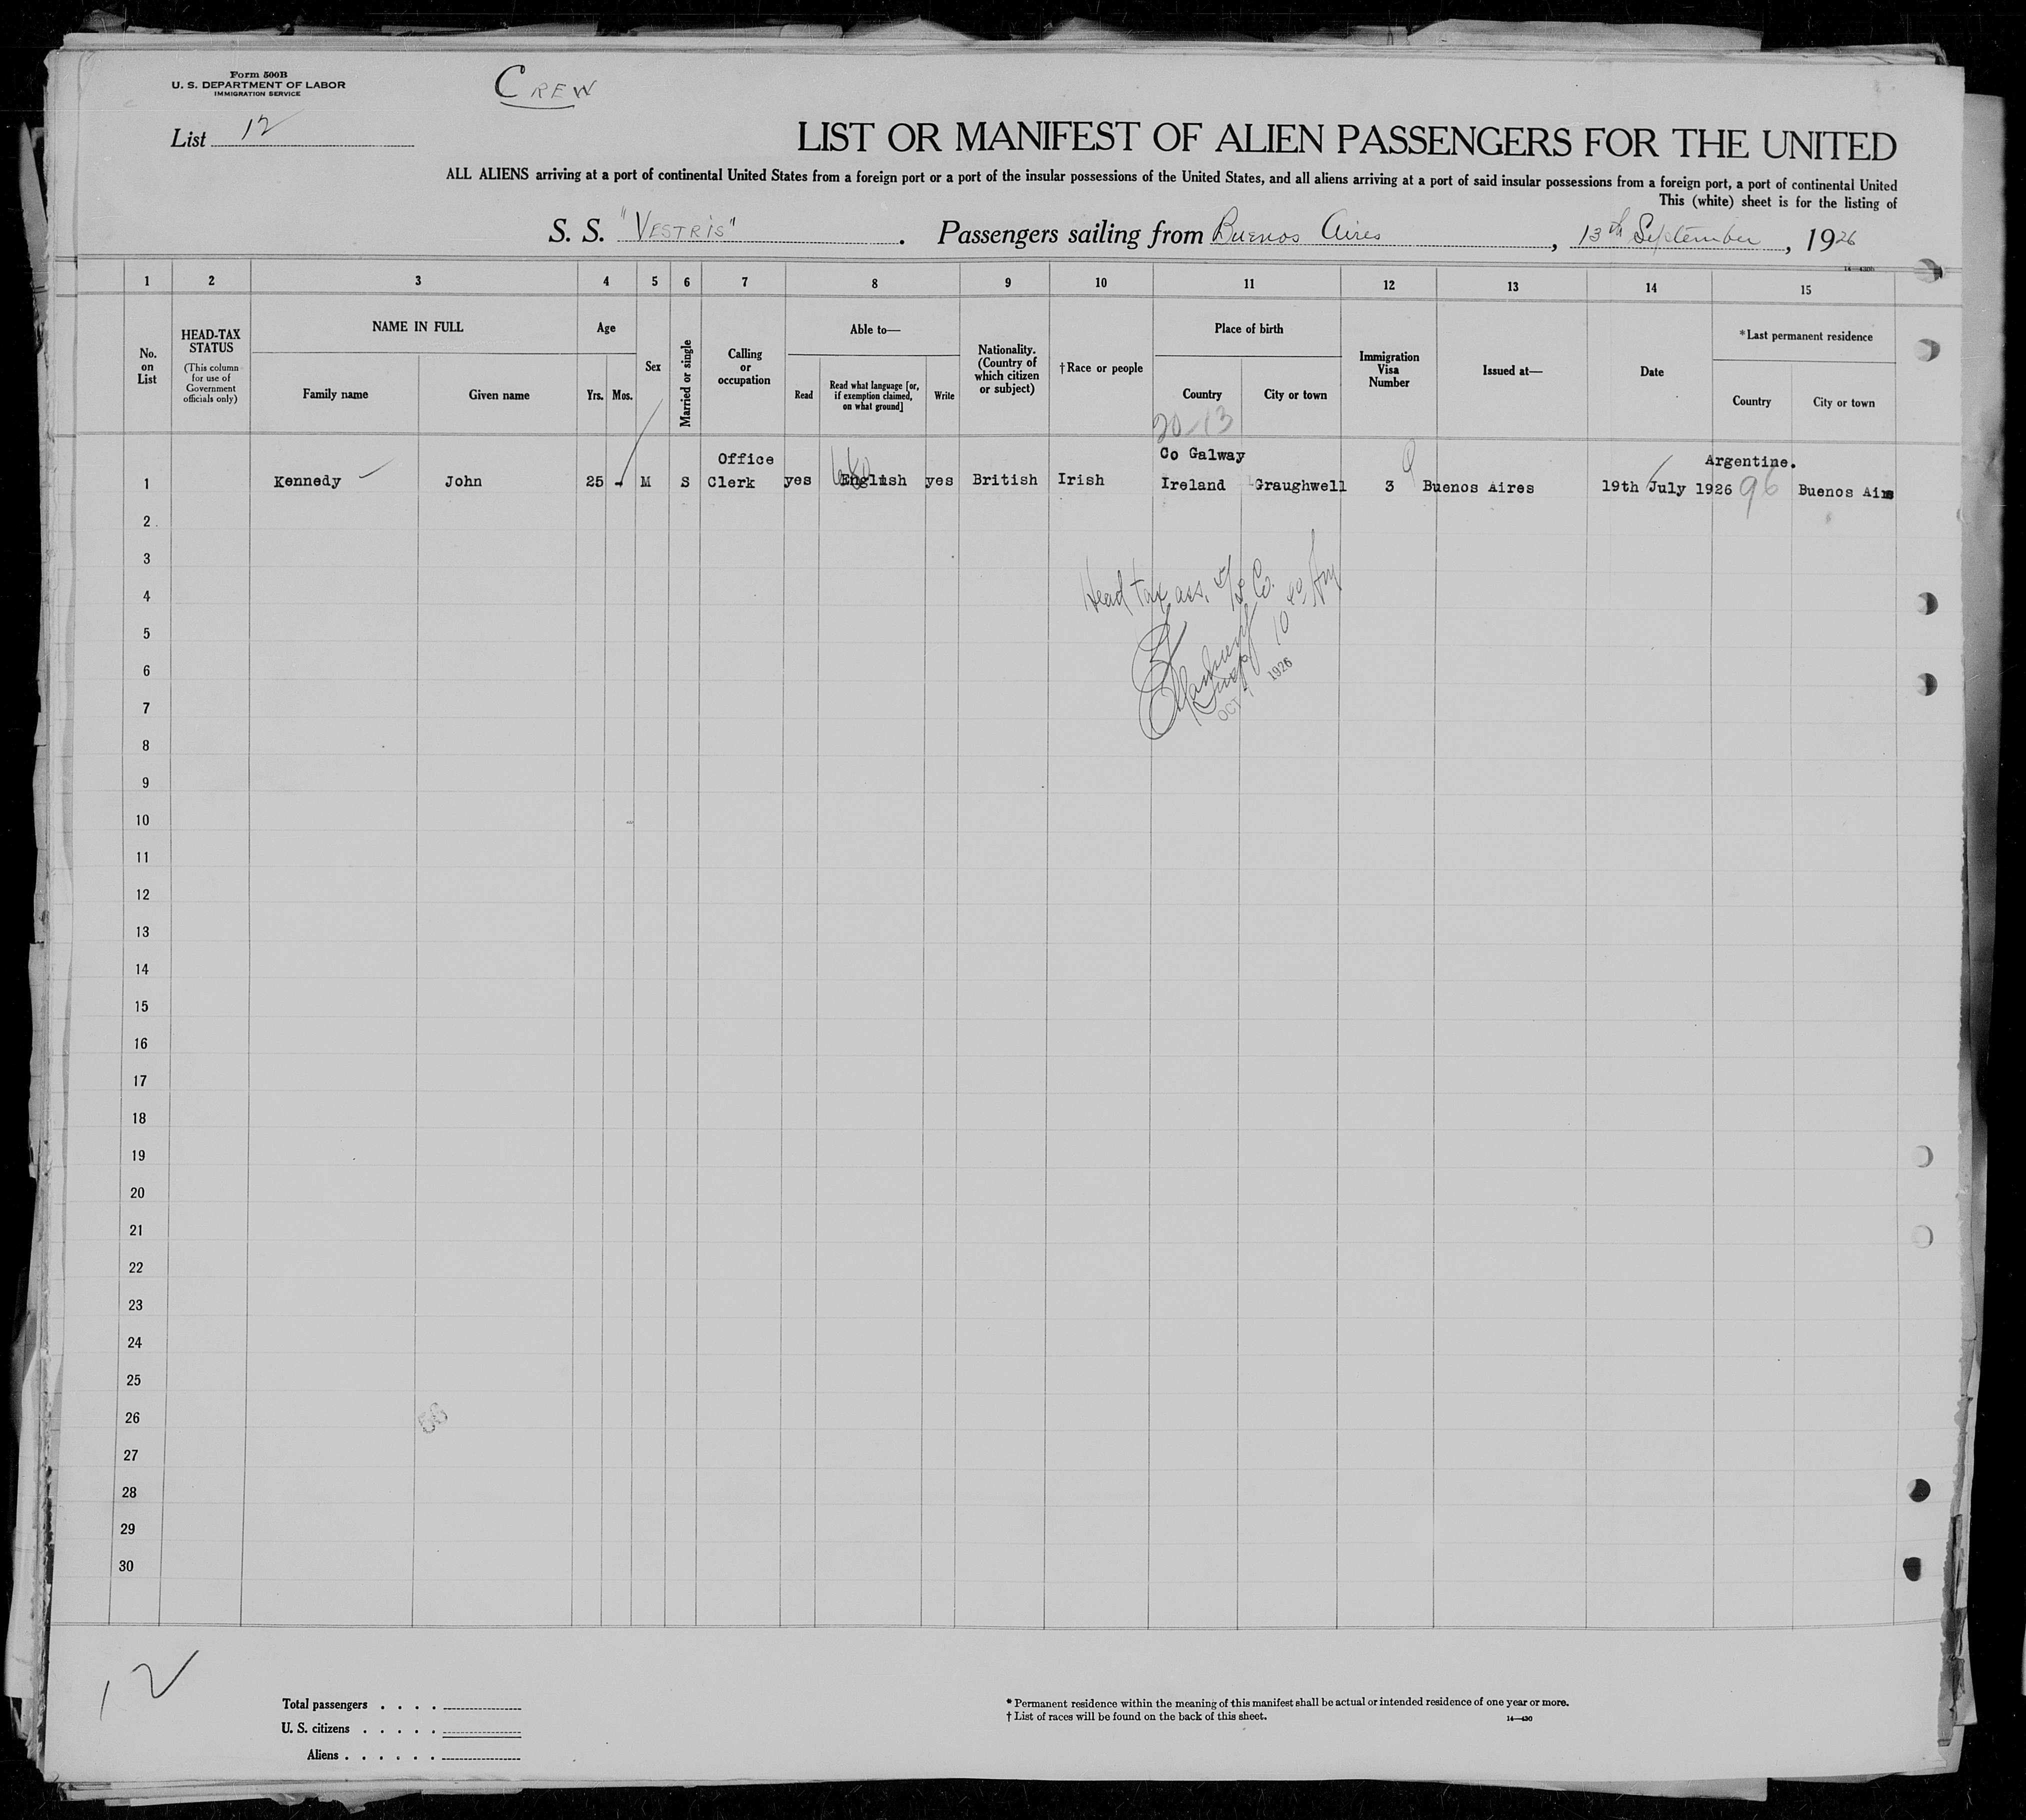 Form 500B
U. S. DEPARTMENT OF LABOR
IMMIGRATION SERVICE
CREW
List 12
LIST OR MANIFEST OF ALIEN PASSENGERS FOR THE UNITED
ALL ALIENS arriving at a port of continental United States from a foreign port or a port of the insular possessions of the United States, and all aliens arriving at a port of said insular possessions from a foreign port, a port of continental United
This (white) sheet is for the listing of
S. S. "VESTRIS". Passengers sailing from Buenos Aires, 13th September, 1926
1 2 3 4 5 6 7 8 9 10 11 12 13 14 15
No. on List
HEAD-TAX STATUS
(This column for use of Government officials only)
NAME IN FULL
Family name Given name
Age
Yrs. Mos.
Sex
Married or single
Calling or occupation
Able to—
Read Read what language [or, if exemption claimed, on what ground] Write
Nationality. (Country of which citizen or subject)
†Race or people
Place of birth
Country City or town
Immigration Visa Number
Issued at—
Date
*Last permanent residence
Country City or town
20-13
Office Co Galway Argentine.
1 Kennedy John 25 - M S Clerk yes English yes British Irish Ireland Graughwell 3 Buenos Aires 19th July 1926 96 Buenos Aires
2
3
Head tax S/S Co.
4
5
10
6
1926
7
OCT
8
9
10
11
12
13
14
15
16
17
18
19
20
21
22
23
24
25
26
56
27
28
29
30
12
Total passengers . . . .
U. S. citizens . . . . .
Aliens . . . . . .
* Permanent residence within the meaning of this manifest shall be actual or intended residence of one year or more.
† List of races will be found on the back of this sheet.
14—430